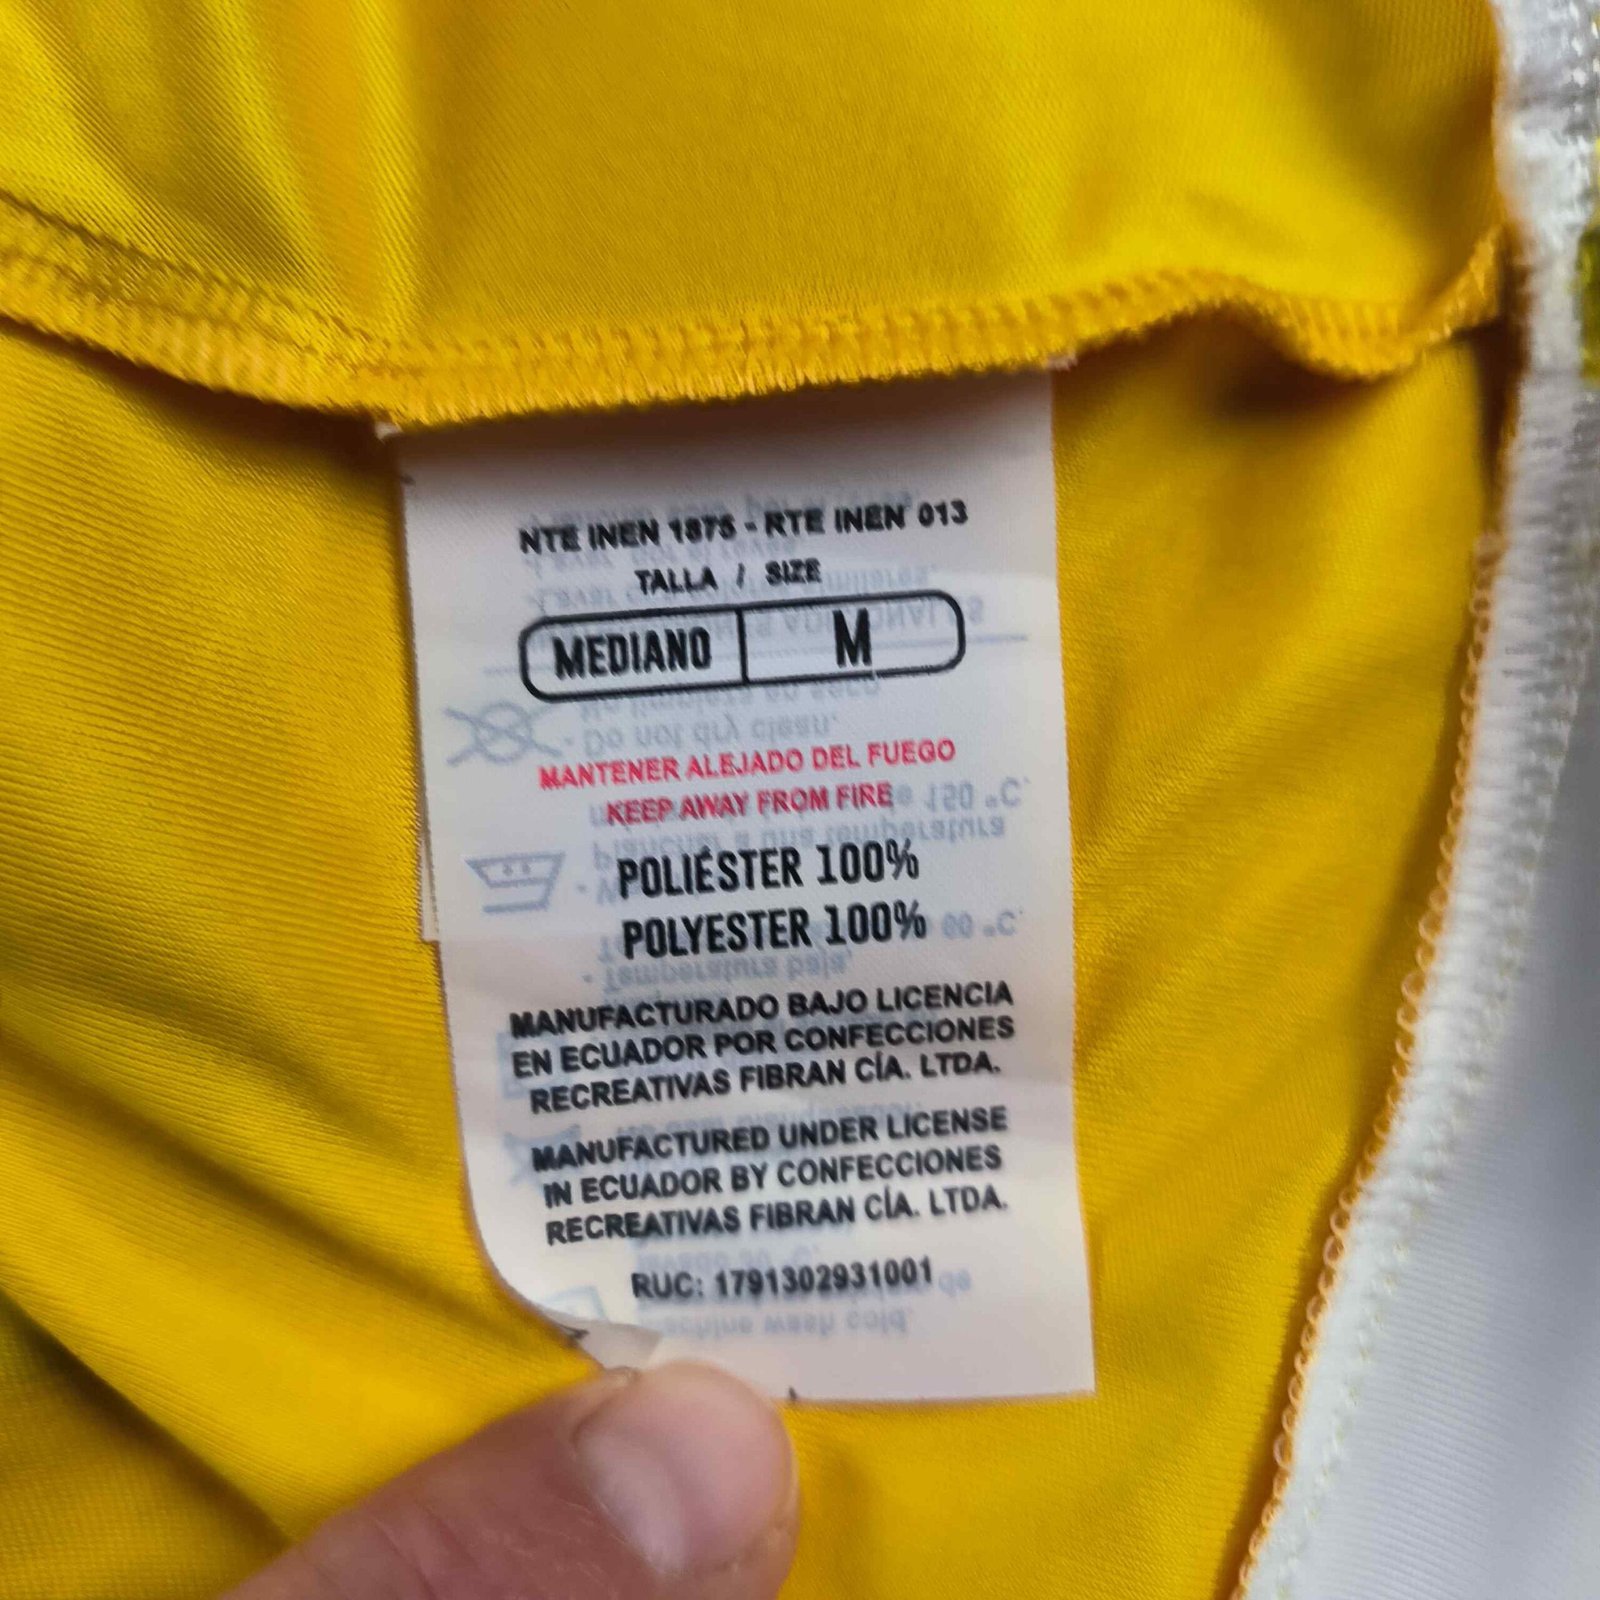 NTE INEN 1875 - RTE INEN 013
TALLA / SIZE
MEDIANO M
MANTENER ALEJADO DEL FUEGO
KEEP AWAY FROM FIRE
POLIÉSTER 100%
POLYESTER 100%
MANUFACTURADO BAJO LICENCIA
EN ECUADOR POR CONFECCIONES
RECREATIVAS FIBRAN CÍA. LTDA.
MANUFACTURED UNDER LICENSE
IN ECUADOR BY CONFECCIONES
RECREATIVAS FIBRAN CÍA. LTDA.
RUC: 1791302931001